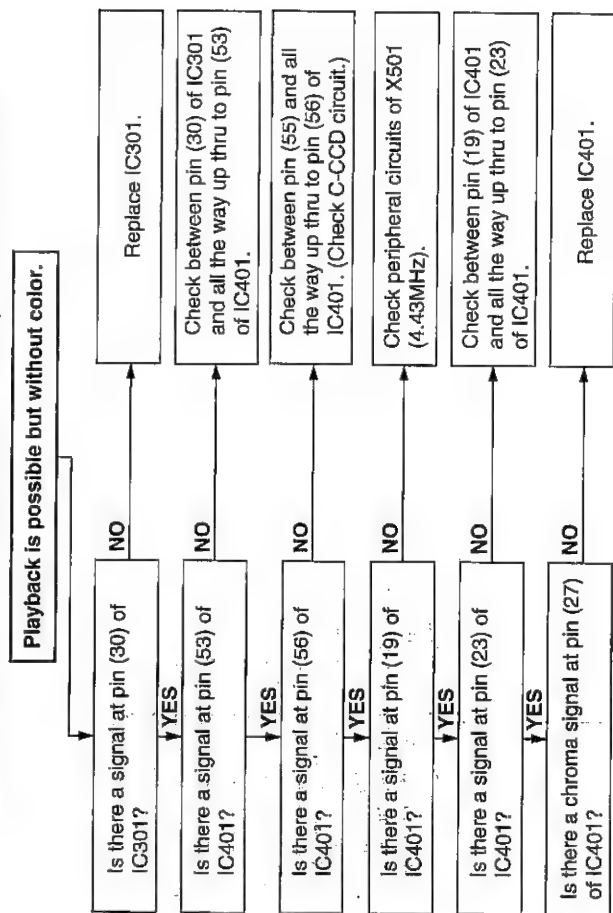 Playback is possible but without color.
Is there a signal at pin (30) of
IC301?
NO
Replace IC301.
YES
Is there a signal at pin (53) of
IC401?
NO
Check between pin (30) of IC301
and all the way up thru to pin (53)
of IC401.
YES
Is there a signal at pin (56) of
IC401?
NO
Check between pin (55) and all
the way up thru to pin (56) of
IC401. (Check C-CCD circuit.)
YES
Is there a signal at pin (19) of
IC401?
NO
Check peripheral circuits of X501
(4.43MHz).
YES
Is there a signal at pin (23) of
IC401?
NO
Check between pin (19) of IC401
and all the way up thru to pin (23)
of IC401.
YES
Is there a chroma signal at pin (27)
of IC401?
NO
Replace IC401.